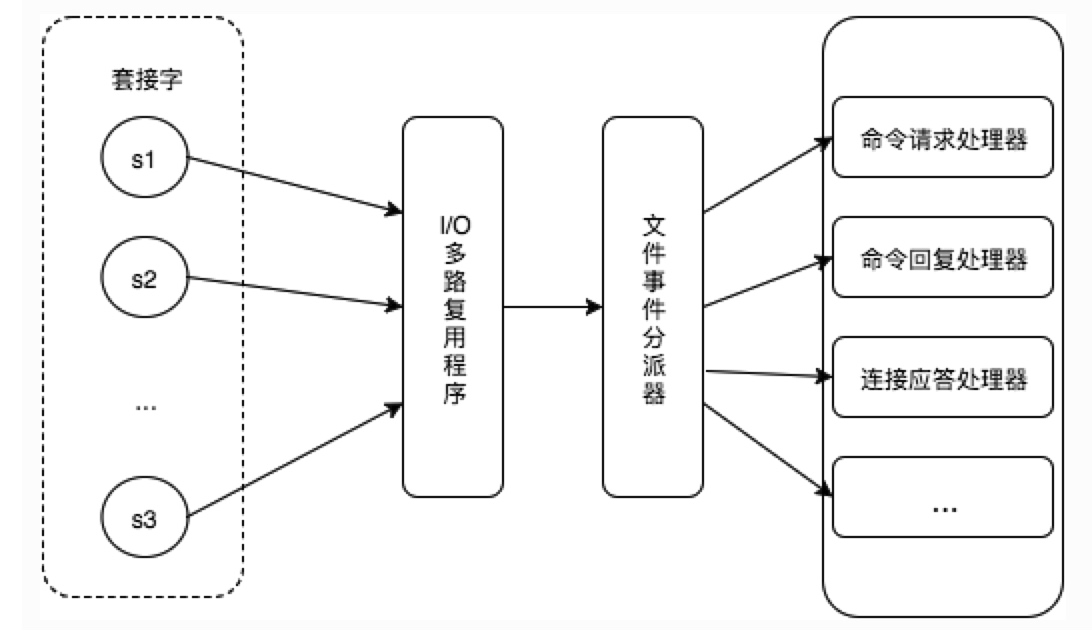 套接字
s1
s2
...
s3
I/O
多
路
复
用
程
序
文
件
事
件
分
派
器
命令请求处理器
命令回复处理器
连接应答处理器
...